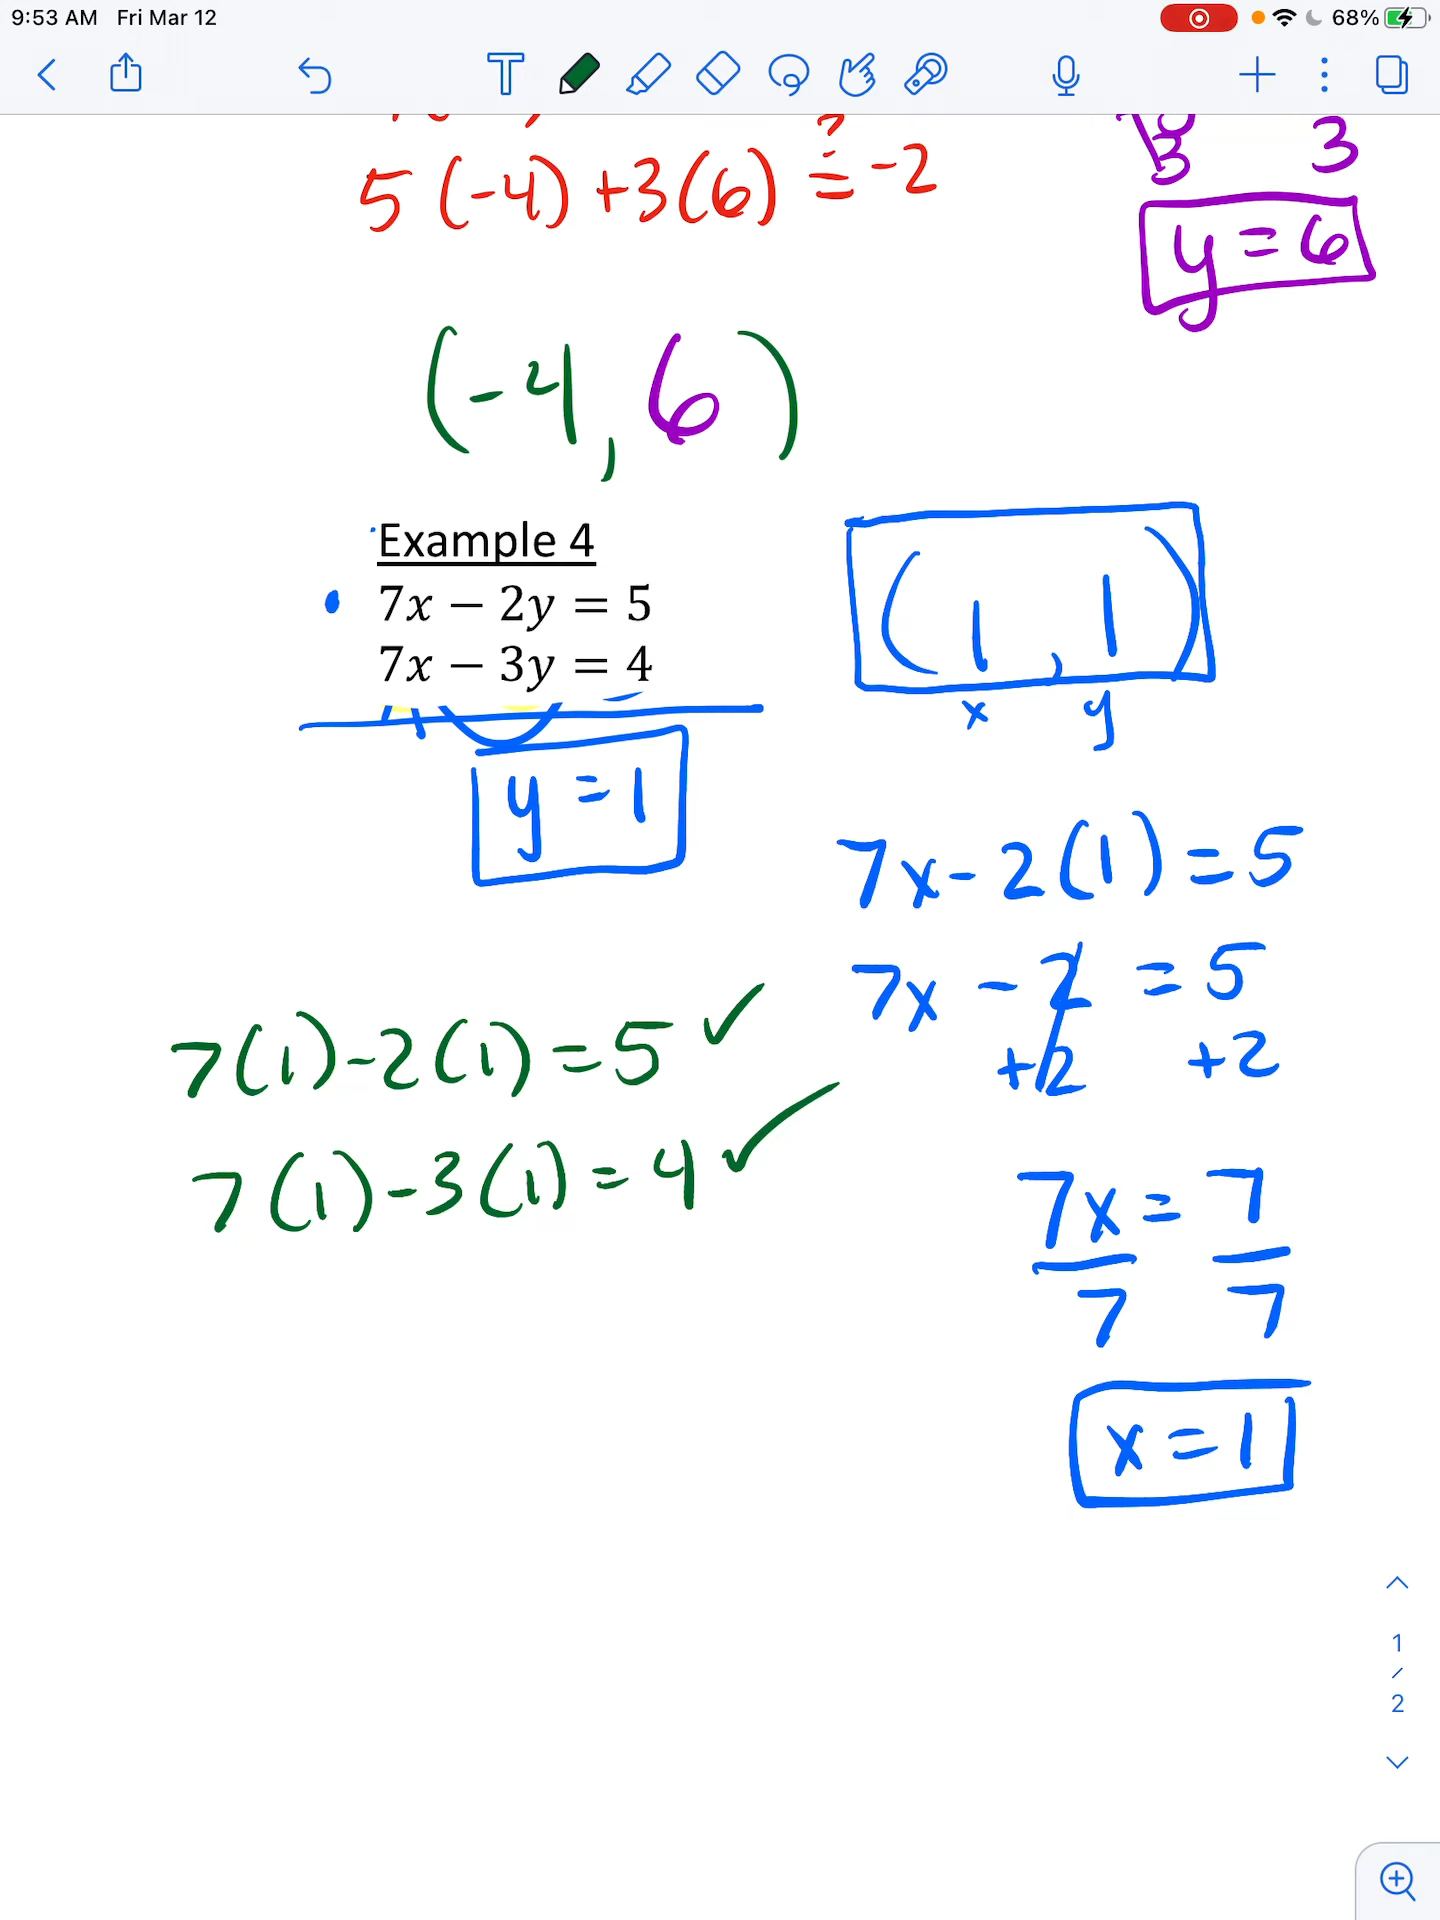 9:53 AM Fri Mar 12 68%
3 3
5(-4)+3(6)≟-2
y=6
(-4,6)
Example 4
7x − 2y = 5
7x − 3y = 4
(1,1)
x y
y=1
7x-2(1)=5
7x-2=5
+2 +2
7x=7
7 7
x=1
7(1)-2(1)=5 ✓
7(1)-3(1)=4 ✓
1
/
2